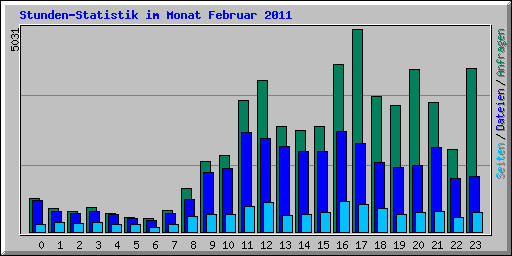 Stunden-Statistik im Monat Februar 2011
5031
Seiten / Dateien / Anfragen
0 1 2 3 4 5 6 7 8 9 10 11 12 13 14 15 16 17 18 19 20 21 22 23